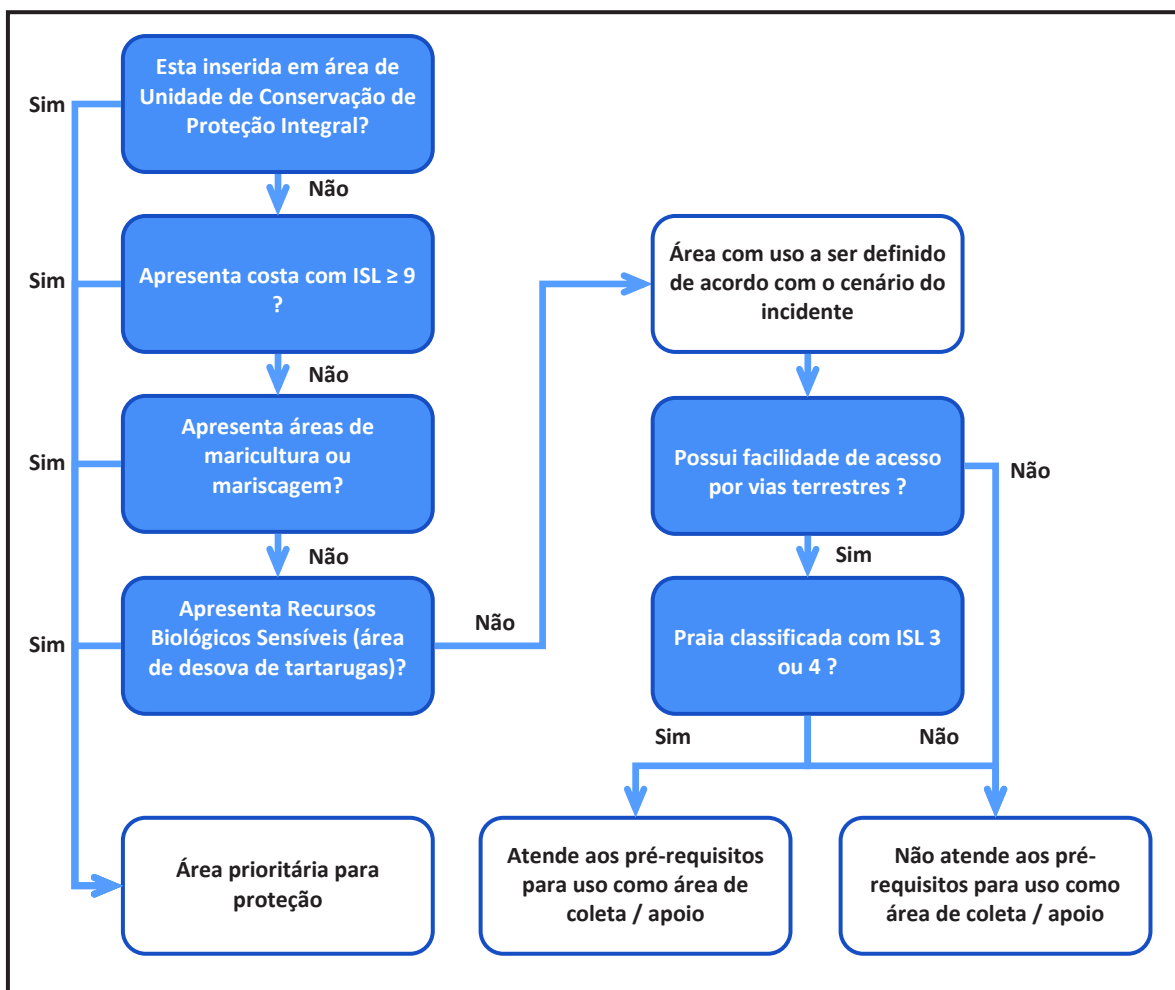 Esta inserida em área de
Unidade de Conservação de
Proteção Integral?
Sim
Não
Apresenta costa com ISL ≥ 9
?
Sim
Não
Apresenta áreas de
maricultura ou
mariscagem?
Sim
Não
Apresenta Recursos
Biológicos Sensíveis (área
de desova de tartarugas)?
Sim
Não
Área prioritária para
proteção
Área com uso a ser definido
de acordo com o cenário do
incidente
Possui facilidade de acesso
por vias terrestres ?
Não
Sim
Praia classificada com ISL 3
ou 4 ?
Sim
Não
Atende aos pré-requisitos
para uso como área de
coleta / apoio
Não atende aos pré-
requisitos para uso como
área de coleta / apoio